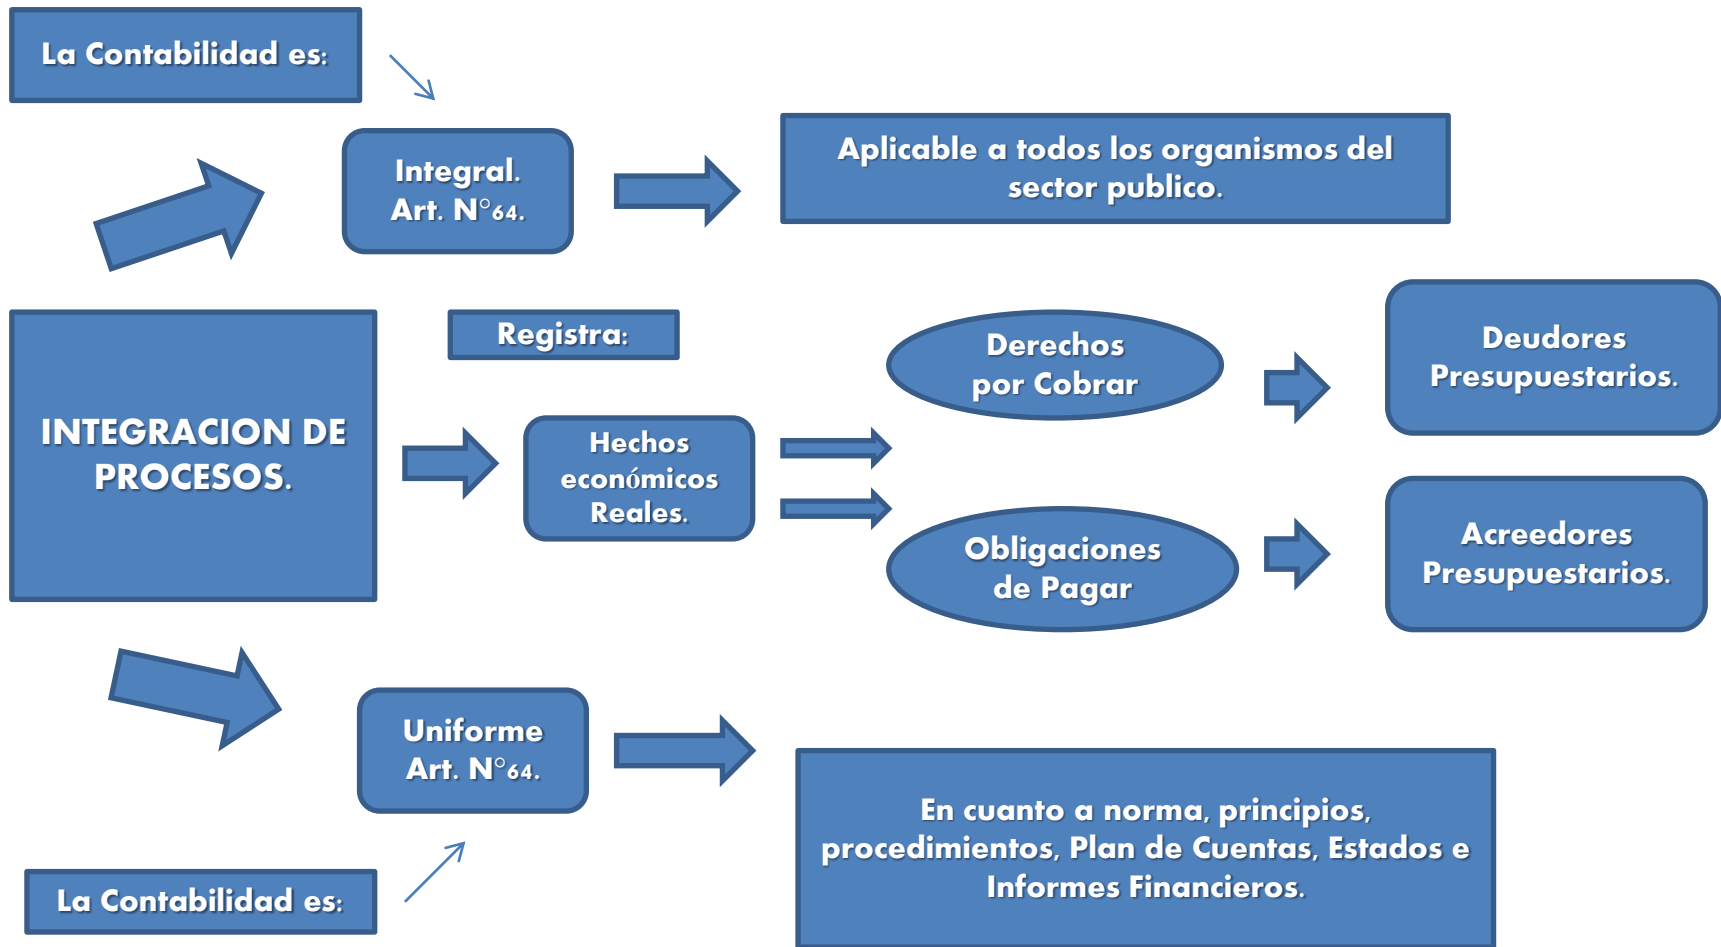 La Contabilidad es:
Integral.
Art. N°64.
Aplicable a todos los organismos del
sector publico.
INTEGRACION DE
PROCESOS.
Registra:
Hechos
económicos
Reales.
Derechos
por Cobrar
Deudores
Presupuestarios.
Obligaciones
de Pagar
Acreedores
Presupuestarios.
Uniforme
Art. N°64.
En cuanto a norma, principios,
procedimientos, Plan de Cuentas, Estados e
Informes Financieros.
La Contabilidad es: